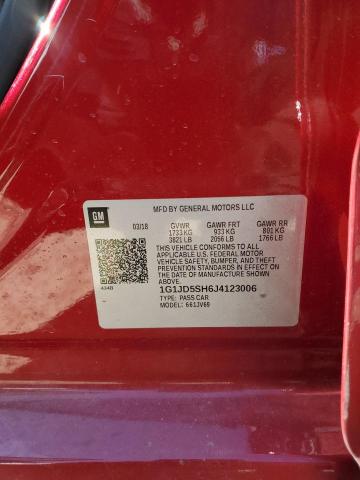 MFD BY GENERAL MOTORS LLC
GM
03/18 GVWR GAWR FRT GAWR RR
1733 KG 933 KG 801 KG
3821 LB 2056 LB 1766 LB
THIS VEHICLE CONFORMS TO ALL
APPLICABLE U.S. FEDERAL MOTOR
VEHICLE SAFETY, BUMPER, AND THEFT
PREVENTION STANDARDS IN EFFECT ON
THE DATE OF MANUFACTURE SHOWN
ABOVE.
434B
1G1JD5SH6J4123006
TYPE: PASS CAR
MODEL: 661JV69